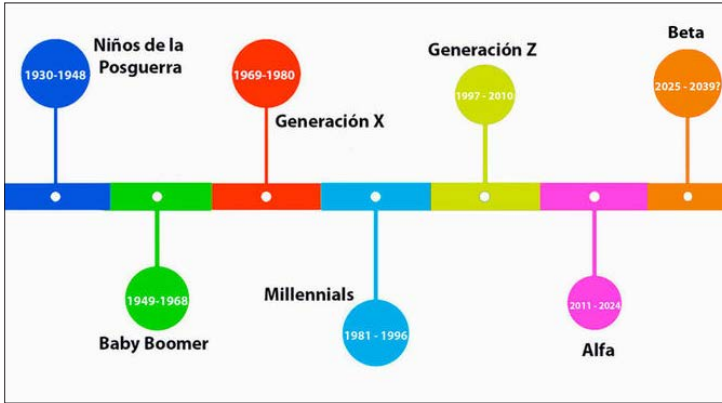 Niños de la
Posguerra
1930-1948
1949-1968
Baby Boomer
1969-1980
Generación X
Millennials
1981 - 1996
Generación Z
1997 - 2010
2011 - 2024
Alfa
Beta
2025 - 2039?